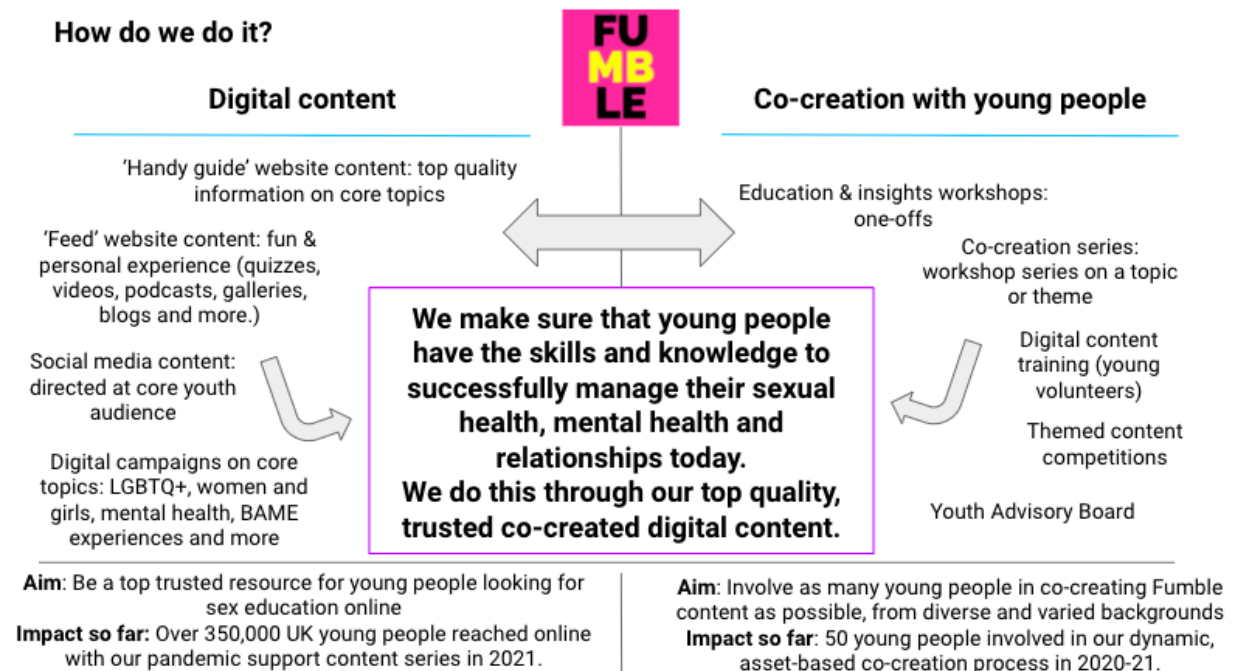 How do we do it?
FU
MB
LE
Digital content
'Handy guide' website content: top quality
information on core topics
'Feed' website content: fun &
personal experience (quizzes,
videos, podcasts, galleries,
blogs and more.)
Social media content:
directed at core youth
audience
Digital campaigns on core
topics: LGBTQ+, women and
girls, mental health, BAME
experiences and more
Co-creation with young people
Education & insights workshops:
one-offs
Co-creation series:
workshop series on a topic
or theme
Digital content
training (young
volunteers)
Themed content
competitions
Youth Advisory Board
We make sure that young people
have the skills and knowledge to
successfully manage their sexual
health, mental health and
relationships today.
We do this through our top quality,
trusted co-created digital content.
Aim: Be a top trusted resource for young people looking for
sex education online
Impact so far: Over 350,000 UK young people reached online
with our pandemic support content series in 2021.
Aim: Involve as many young people in co-creating Fumble
content as possible, from diverse and varied backgrounds
Impact so far: 50 young people involved in our dynamic,
asset-based co-creation process in 2020-21.